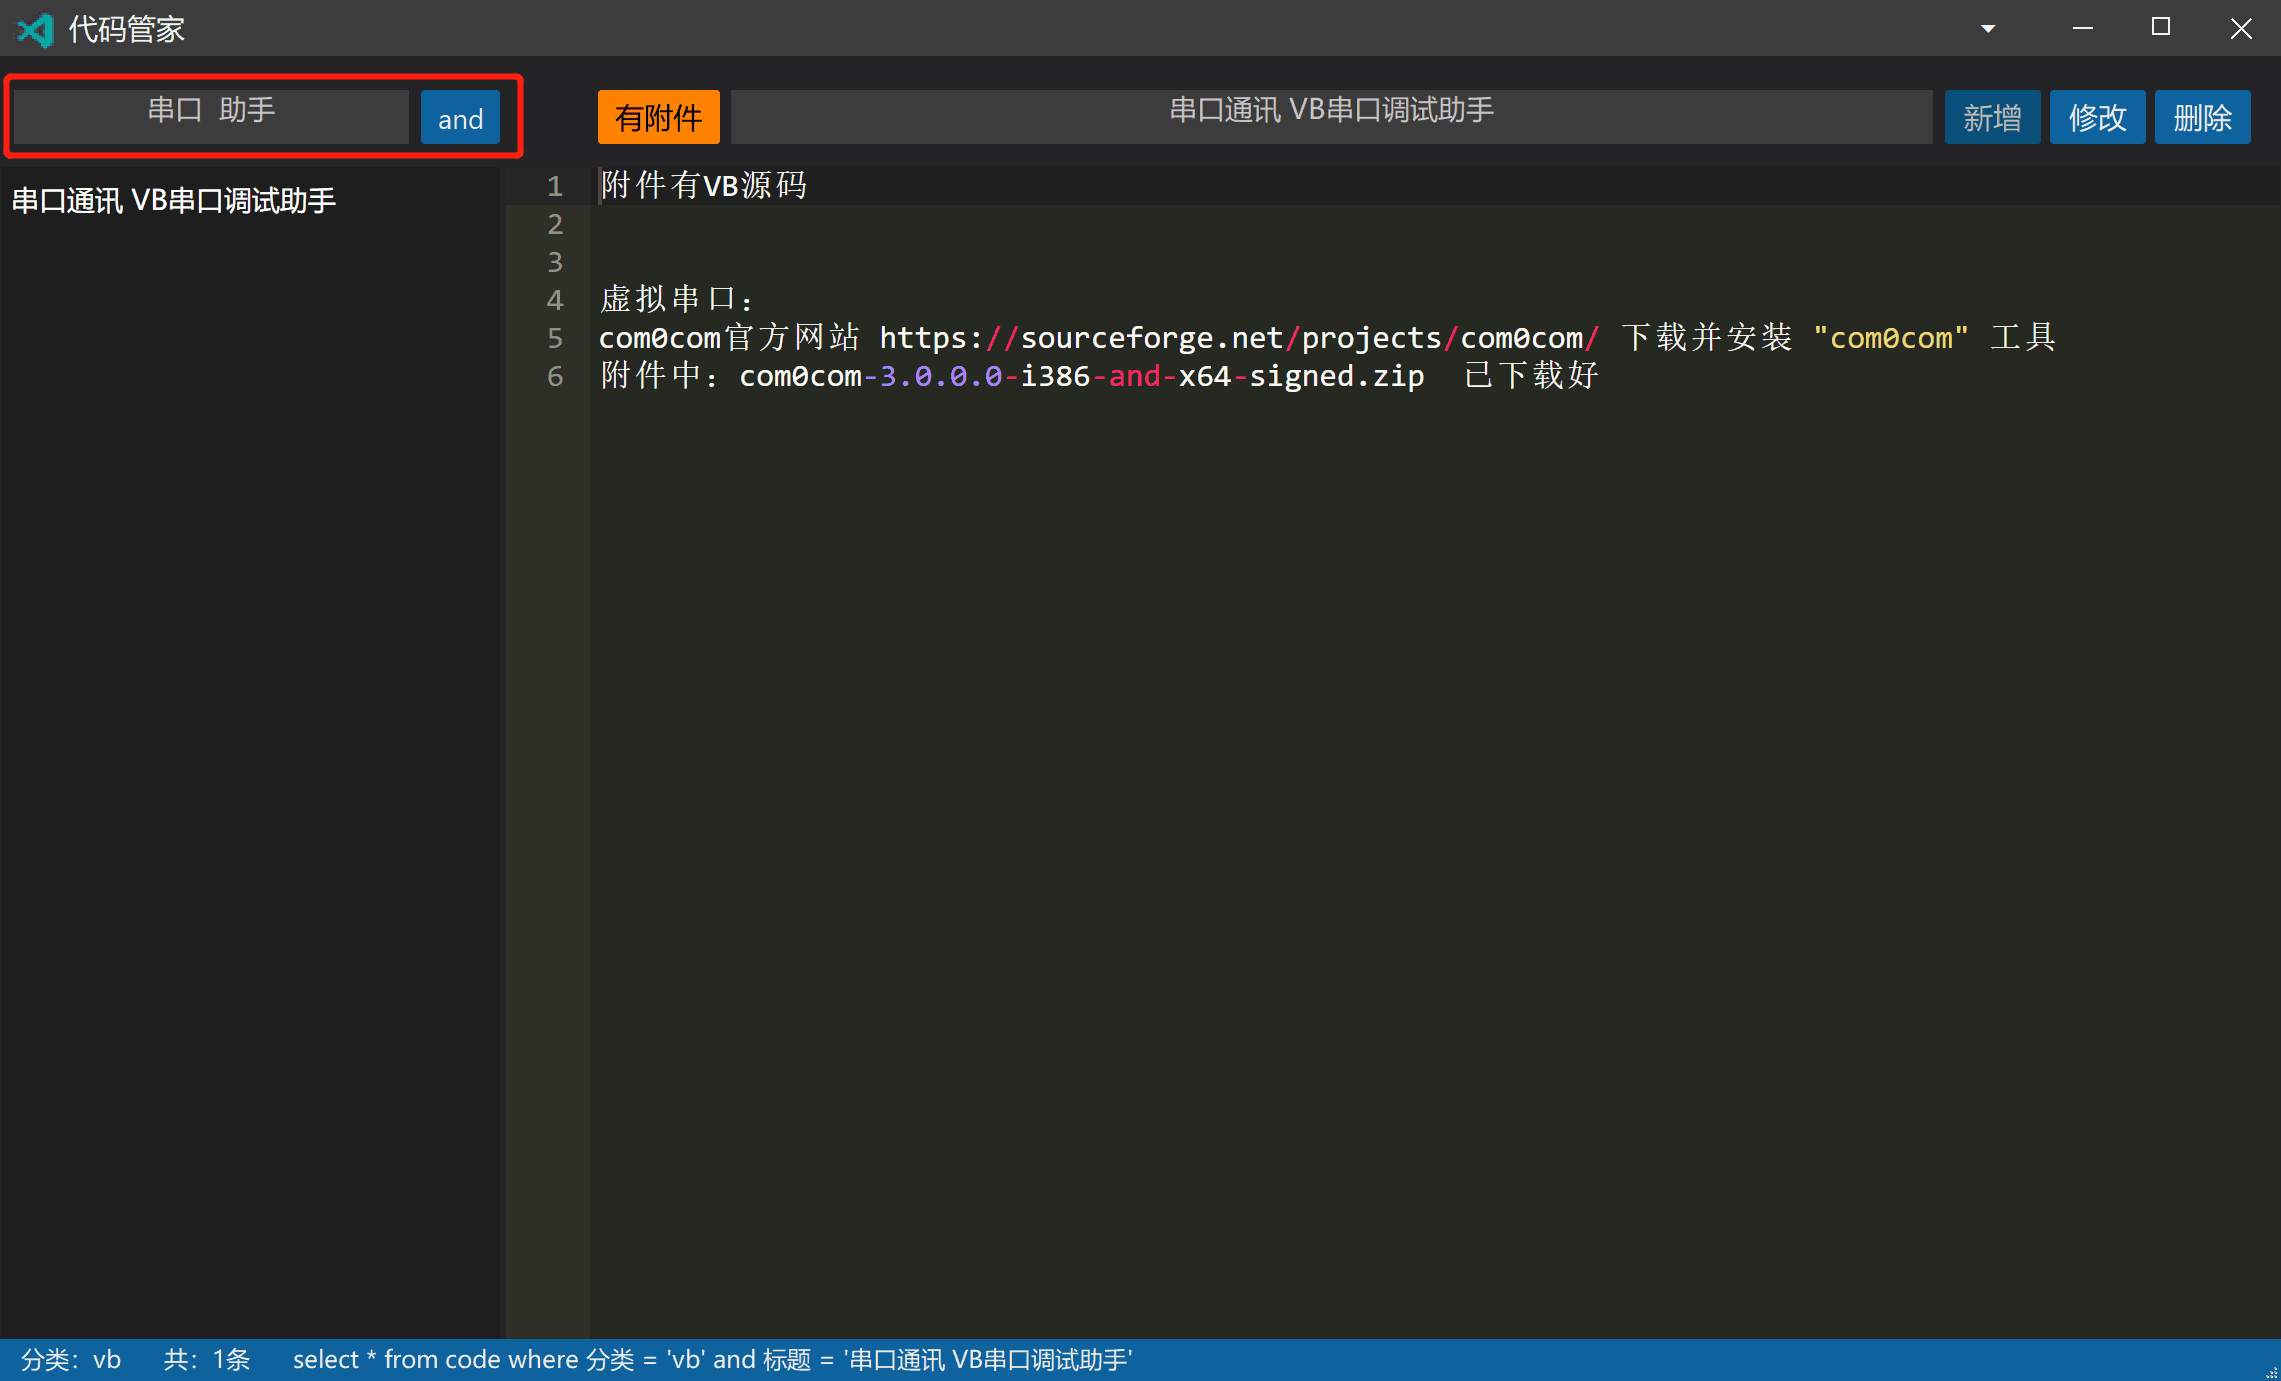 代码管家
串口 助手 and 有附件 串口通讯 VB串口调试助手 新增 修改 删除
串口通讯 VB串口调试助手
1 附件有VB源码
2
3
4 虚拟串口：
5 com0com官方网站 https://sourceforge.net/projects/com0com/ 下载并安装 "com0com" 工具
6 附件中：com0com-3.0.0.0-i386-and-x64-signed.zip 已下载好
分类：vb 共：1条 select * from code where 分类 = 'vb' and 标题 = '串口通讯 VB串口调试助手'